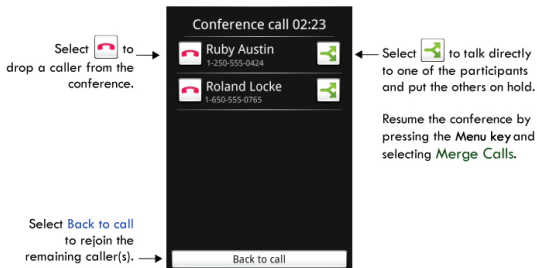 Select to
drop a caller from the
conference.
Conference call 02:23
Ruby Austin
1-250-555-0424
Roland Locke
1-650-555-0765
Select to talk directly
to one of the participants
and put the others on hold.
Resume the conference by
pressing the Menu key and
selecting Merge Calls.
Select Back to call
to rejoin the
remaining caller(s).
Back to call